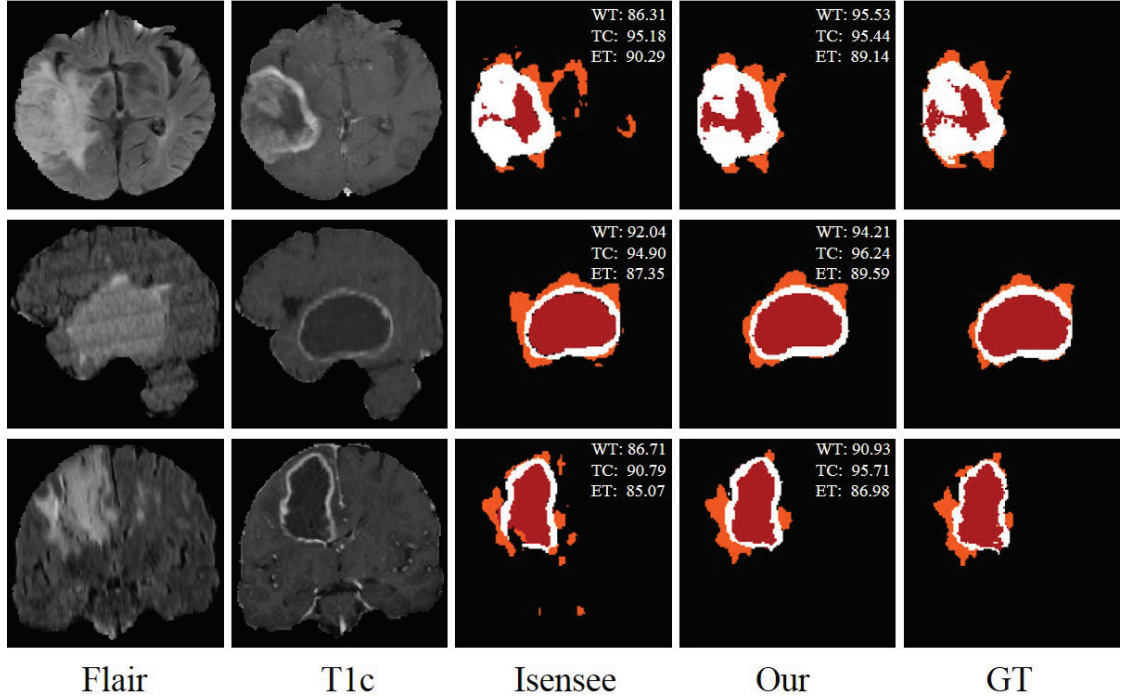 WT: 86.31
TC: 95.18
ET: 90.29
WT: 95.53
TC: 95.44
ET: 89.14
WT: 92.04
TC: 94.90
ET: 87.35
WT: 94.21
TC: 96.24
ET: 89.59
WT: 86.71
TC: 90.79
ET: 85.07
WT: 90.93
TC: 95.71
ET: 86.98
Flair
T1c
Isensee
Our
GT